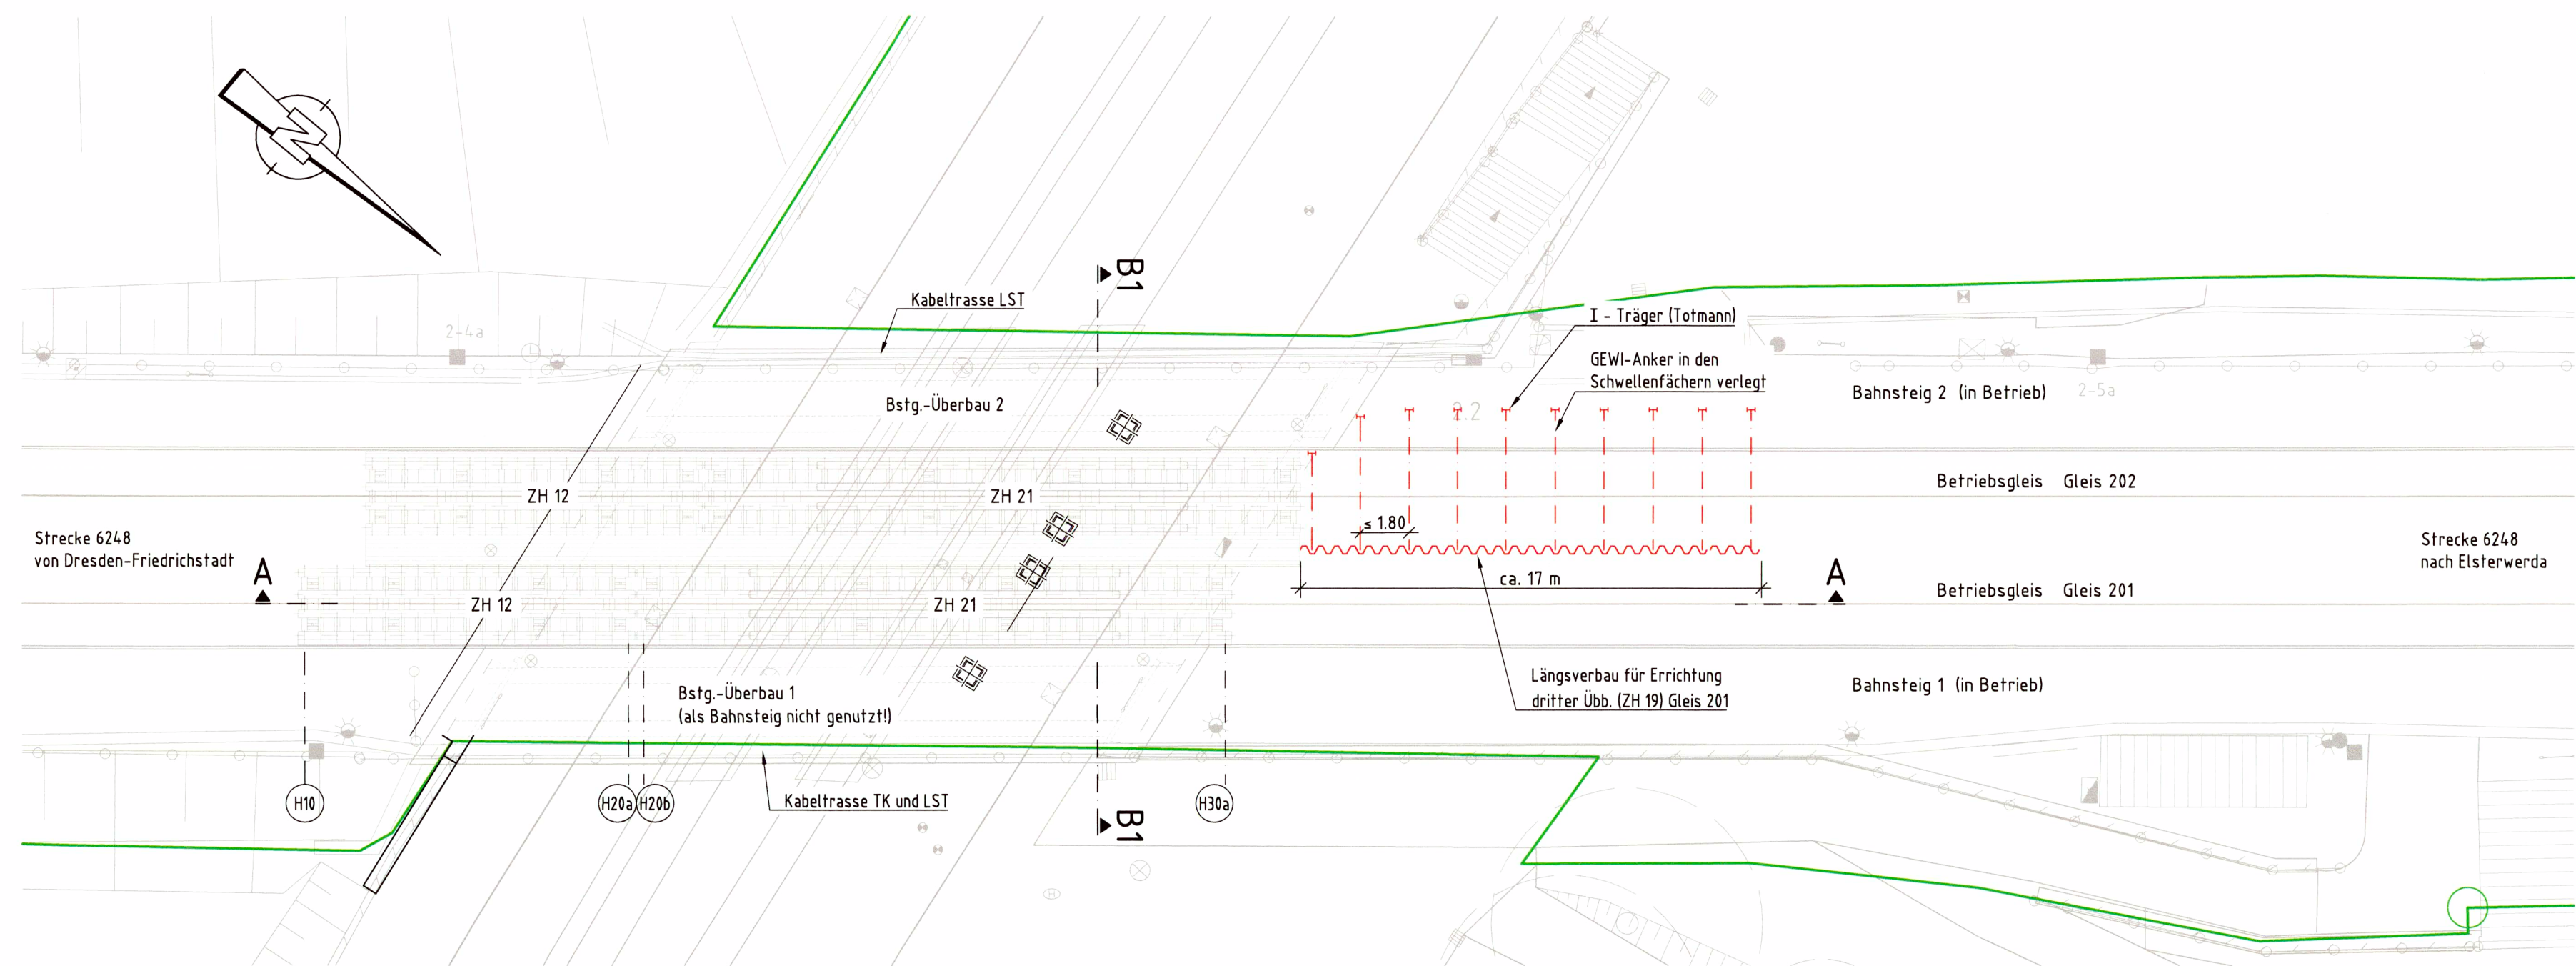 N
B1
Kabeltrasse LST
I - Träger (Totmann)
2-4a
GEWI-Anker in den
Schwellenfächern verlegt
Bstg.-Überbau 2
2.2
Bahnsteig 2 (in Betrieb)
2-5a
ZH 12
ZH 21
Betriebsgleis Gleis 202
≤ 1.80
Strecke 6248
von Dresden-Friedrichstadt
Strecke 6248
nach Elsterwerda
A
ca. 17 m
A
ZH 12
ZH 21
Betriebsgleis Gleis 201
Bstg.-Überbau 1
(als Bahnsteig nicht genutzt!)
Längsverbau für Errichtung
dritter Übb. (ZH 19) Gleis 201
Bahnsteig 1 (in Betrieb)
H10
H20a
H20b
Kabeltrasse TK und LST
B1
H30a